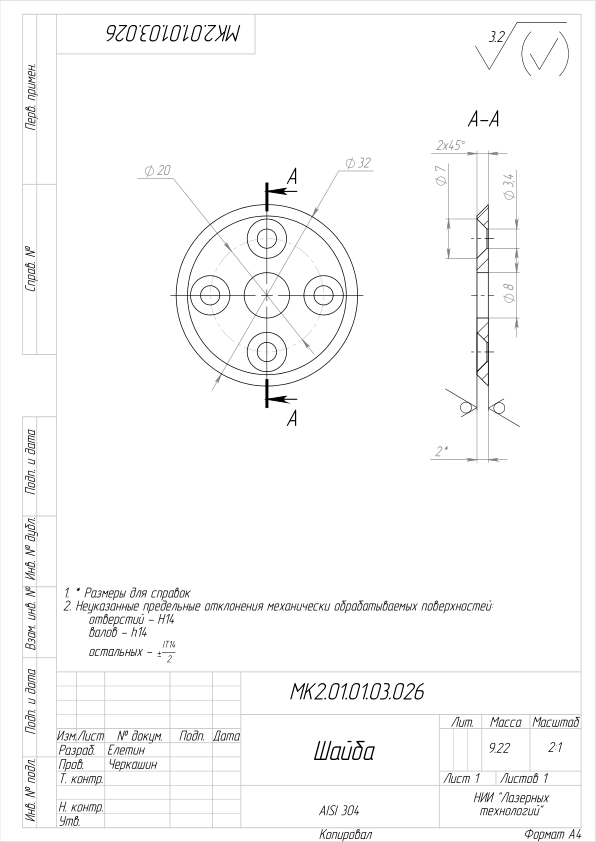 МК2.01.01.03.026
3.2
А-А
2x45°
∅ 20
∅ 32
А
∅ 7
∅ 3,4
∅ 8
А
2*
Перв. примен.
Справ. №
Подп. и дата
Инв. № дубл.
Взам. инв. №
Подп. и дата
Инв. № подл.
1. * Размеры для справок
2. Неуказанные предельные отклонения механически обрабатываемых поверхностей:
отверстий - H14
валов - h14
остальных - ±IT14/2
МК2.01.01.03.026
Изм. Лист № докум. Подп. Дата
Разраб. Елетин
Пров. Черкашин
Т. контр.
Н. контр.
Утв.
Шайба
Лит. Масса Масштаб
9.22 2:1
Лист 1 Листов 1
AISI 304
НИИ "Лазерных
технологий"
Копировал Формат А4